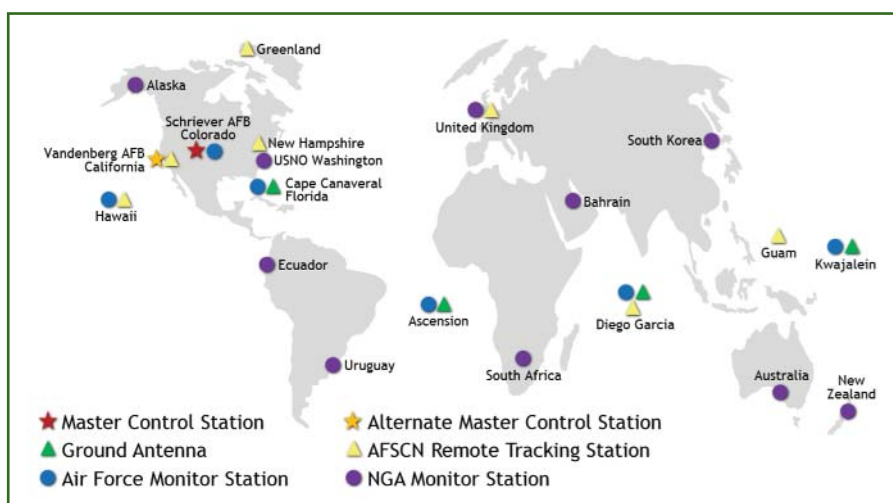 Greenland
Alaska
Schriever AFB
Colorado
New Hampshire
Vandenberg AFB
California
USNO Washington
Cape Canaveral
Florida
Hawaii
United Kingdom
South Korea
Bahrain
Guam
Kwajalein
Ecuador
Ascension
Diego Garcia
Uruguay
South Africa
Australia
New
Zealand
Master Control Station
Alternate Master Control Station
Ground Antenna
AFSCN Remote Tracking Station
Air Force Monitor Station
NGA Monitor Station